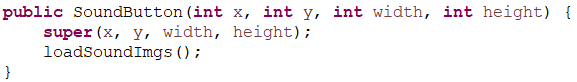 public SoundButton(int x, int y, int width, int height) {
    super(x, y, width, height);
    loadSoundImgs();
}